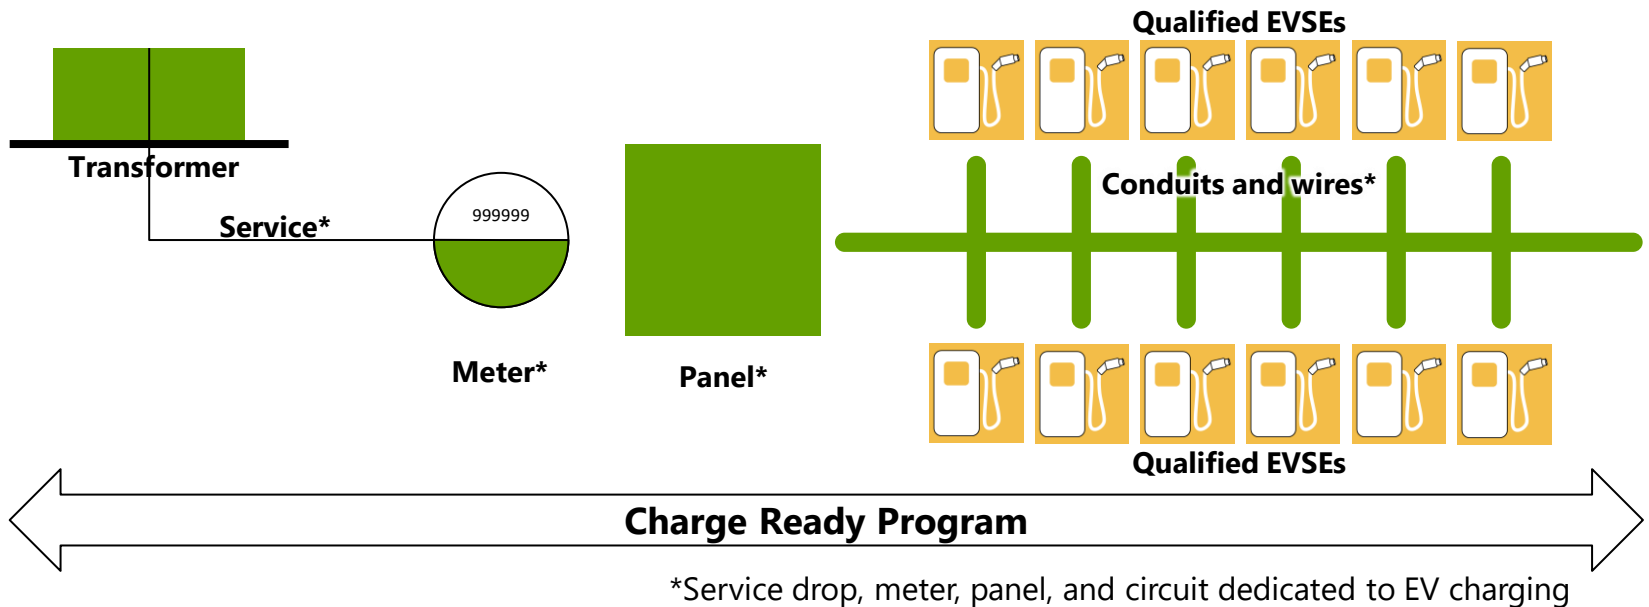 Qualified EVSEs
Transformer
Conduits and wires*
Service*
999999
Meter*
Panel*
Qualified EVSEs
Charge Ready Program
*Service drop, meter, panel, and circuit dedicated to EV charging